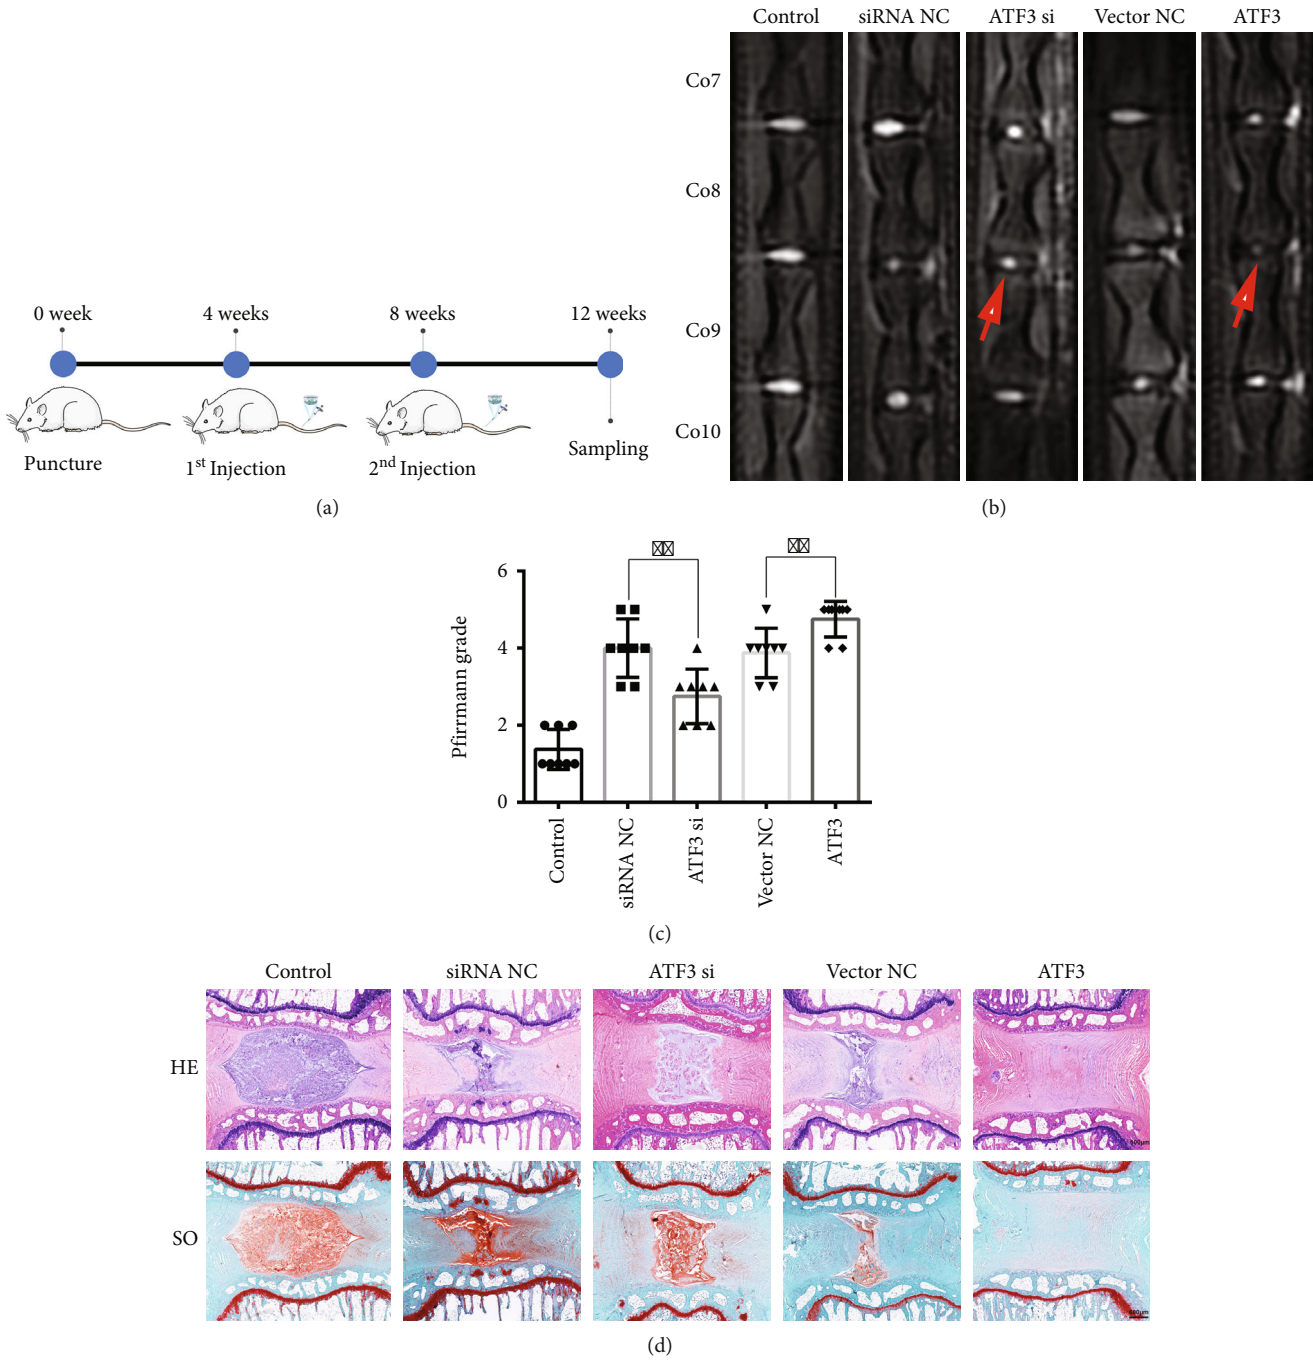 Control siRNA NC ATF3 si Vector NC ATF3
Co7
Co8
Co9
Co10
0 week 4 weeks 8 weeks 12 weeks
Puncture 1st Injection 2nd Injection Sampling
(a)
(b)
Pfirrmann grade
6
4
2
0
Control siRNA NC ATF3 si Vector NC ATF3
(c)
Control siRNA NC ATF3 si Vector NC ATF3
HE
SO
(d)